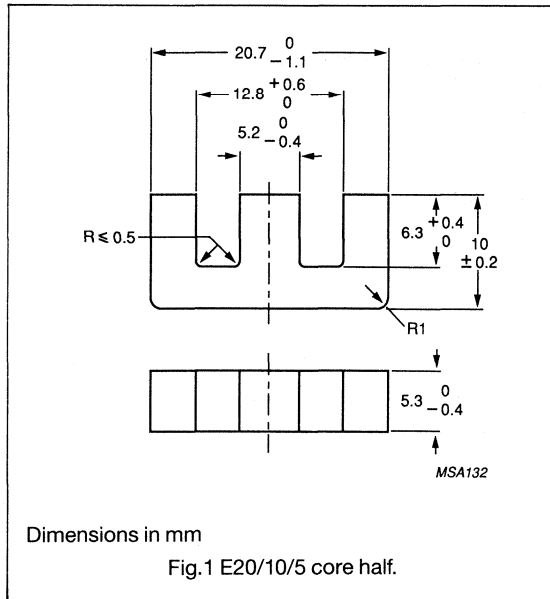 20.7 0 − 1.1
12.8 + 0.6 0
5.2 0 − 0.4
R ≤ 0.5
6.3 + 0.4 0
10 ± 0.2
R1
5.3 0 − 0.4
MSA132
Dimensions in mm
Fig.1 E20/10/5 core half.